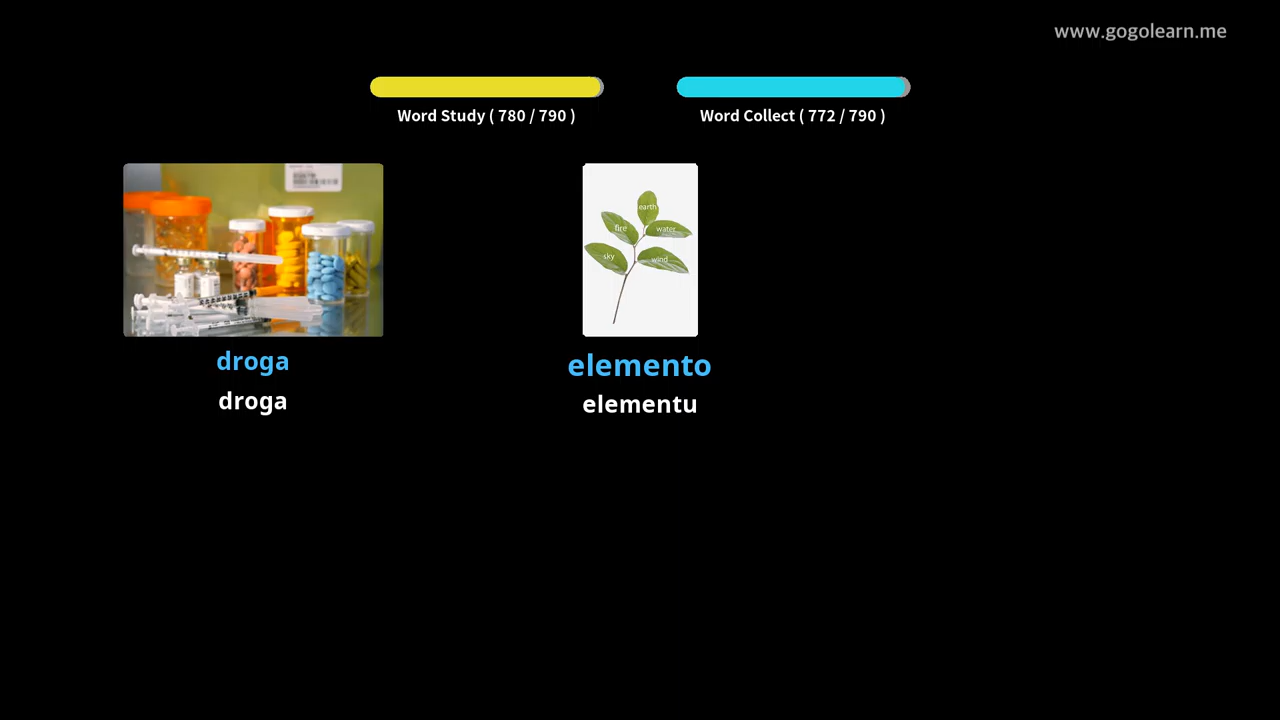 www.gogolearn.me
Word Study ( 780 / 790 )
Word Collect ( 772 / 790 )
earth
fire
water
sky
wind
droga
droga
elemento
elementu